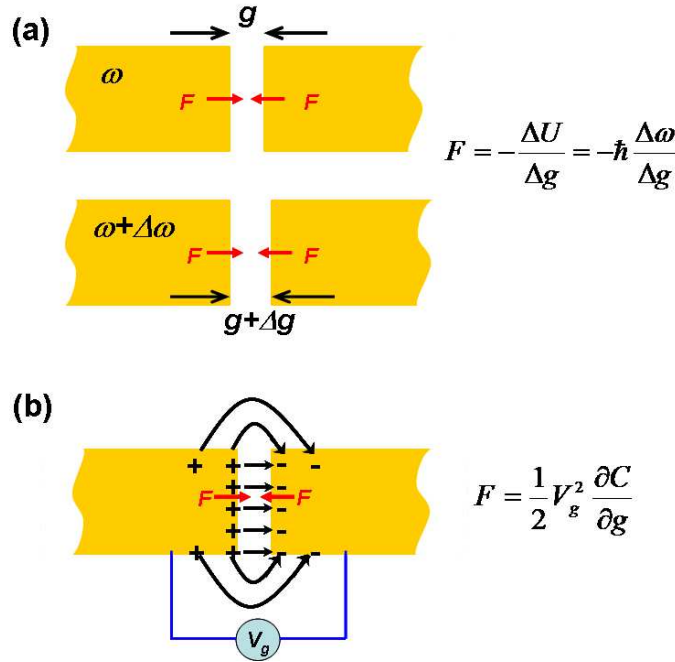 (a)
g
ω
F F
F = -ΔU/Δg = -ħ Δω/Δg
ω+Δω
F F
g+Δg
(b)
+ + - -
F + - F
+ -
+ -
+ + - -
F = 1/2 V_g^2 ∂C/∂g
V_g